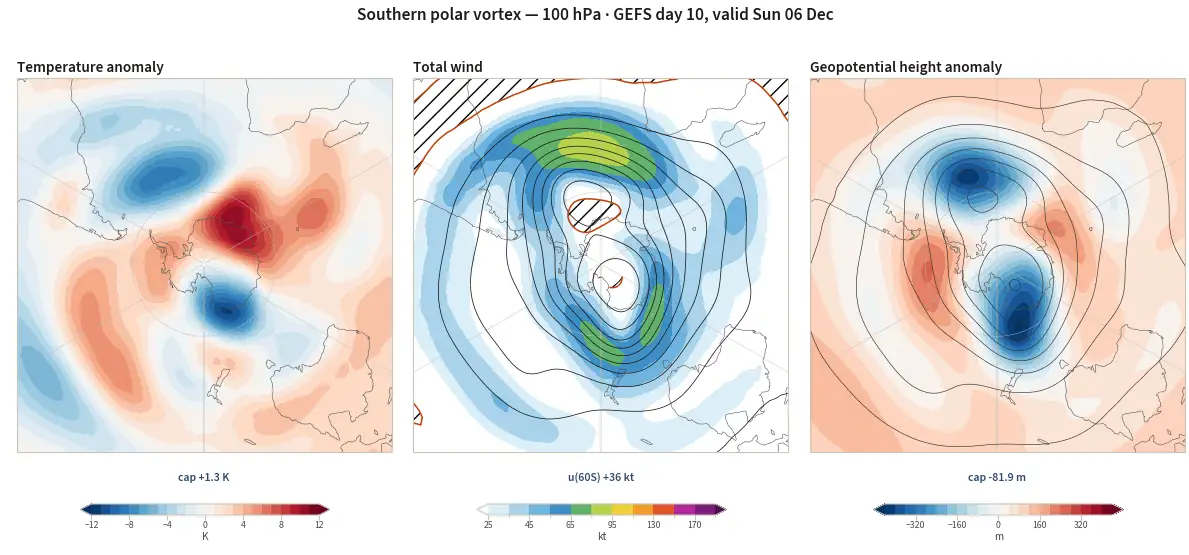 Southern polar vortex — 100 hPa · GEFS day 10, valid Sun 06 Dec
Temperature anomaly
Total wind
Geopotential height anomaly
cap +1.3 K
u(60S) +36 kt
cap -81.9 m
−12 −8 −4 0 4 8 12
K
25 45 65 95 130 170
kt
−320 −160 0 160 320
m